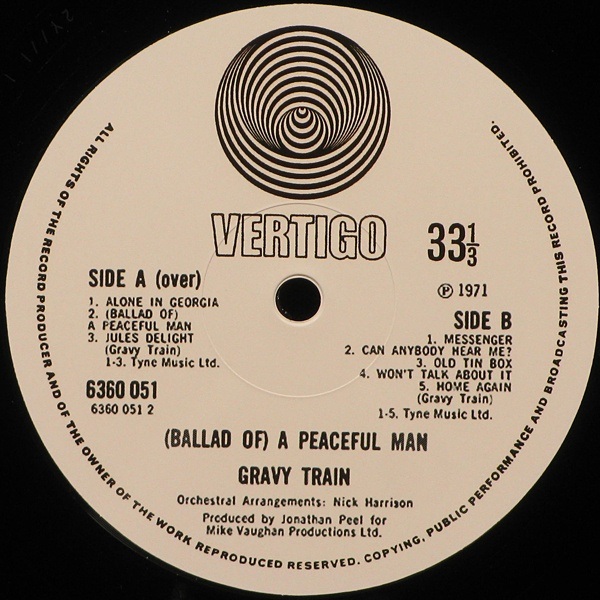 VERTIGO
33 1/3
SIDE A (over)
1. ALONE IN GEORGIA
2. (BALLAD OF)
A PEACEFUL MAN
3. JULES DELIGHT
(Gravy Train)
1-3. Tyne Music Ltd.
6360 051
6360 051 2
Ⓟ 1971
SIDE B
1. MESSENGER
2. CAN ANYBODY HEAR ME?
3. OLD TIN BOX
4. WON'T TALK ABOUT IT
5. HOME AGAIN
(Gravy Train)
1-5. Tyne Music Ltd.
(BALLAD OF) A PEACEFUL MAN
GRAVY TRAIN
Orchestral Arrangements: Nick Harrison
Produced by Jonathan Peel for
Mike Vaughan Productions Ltd.
ALL RIGHTS OF THE RECORD PRODUCER AND OF THE OWNER OF THE WORK REPRODUCED RESERVED. COPYING, PUBLIC PERFORMANCE AND BROADCASTING THIS RECORD PROHIBITED.